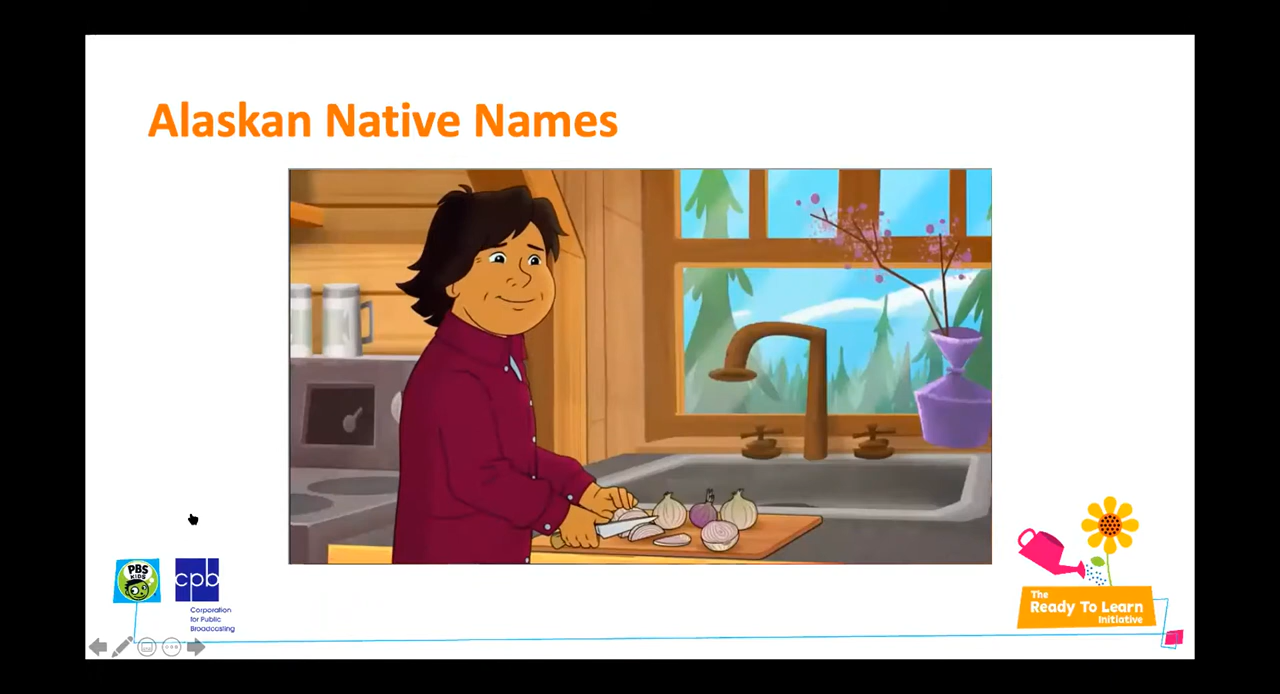 Alaskan Native Names
PBS
KIDS
cpb
Corporation
for Public
Broadcasting
The
Ready To Learn
Initiative